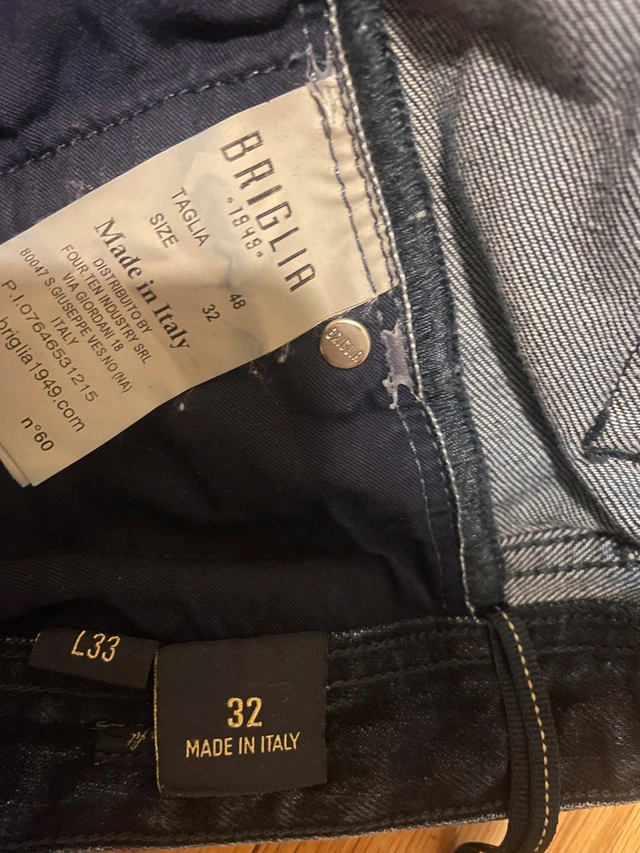 BRIGLIA
1949
TAGLIA 48
SIZE 32
Made in Italy
DISTRIBUITO BY
FOUR.TEN INDUSTRY SRL
VIA GIORDANI 18
80047 S.GIUSEPPE VES.NO (NA)
ITALY
P.I.07646531215
briglia1949.com
n°60
BRIGLIA
L33
32
MADE IN ITALY